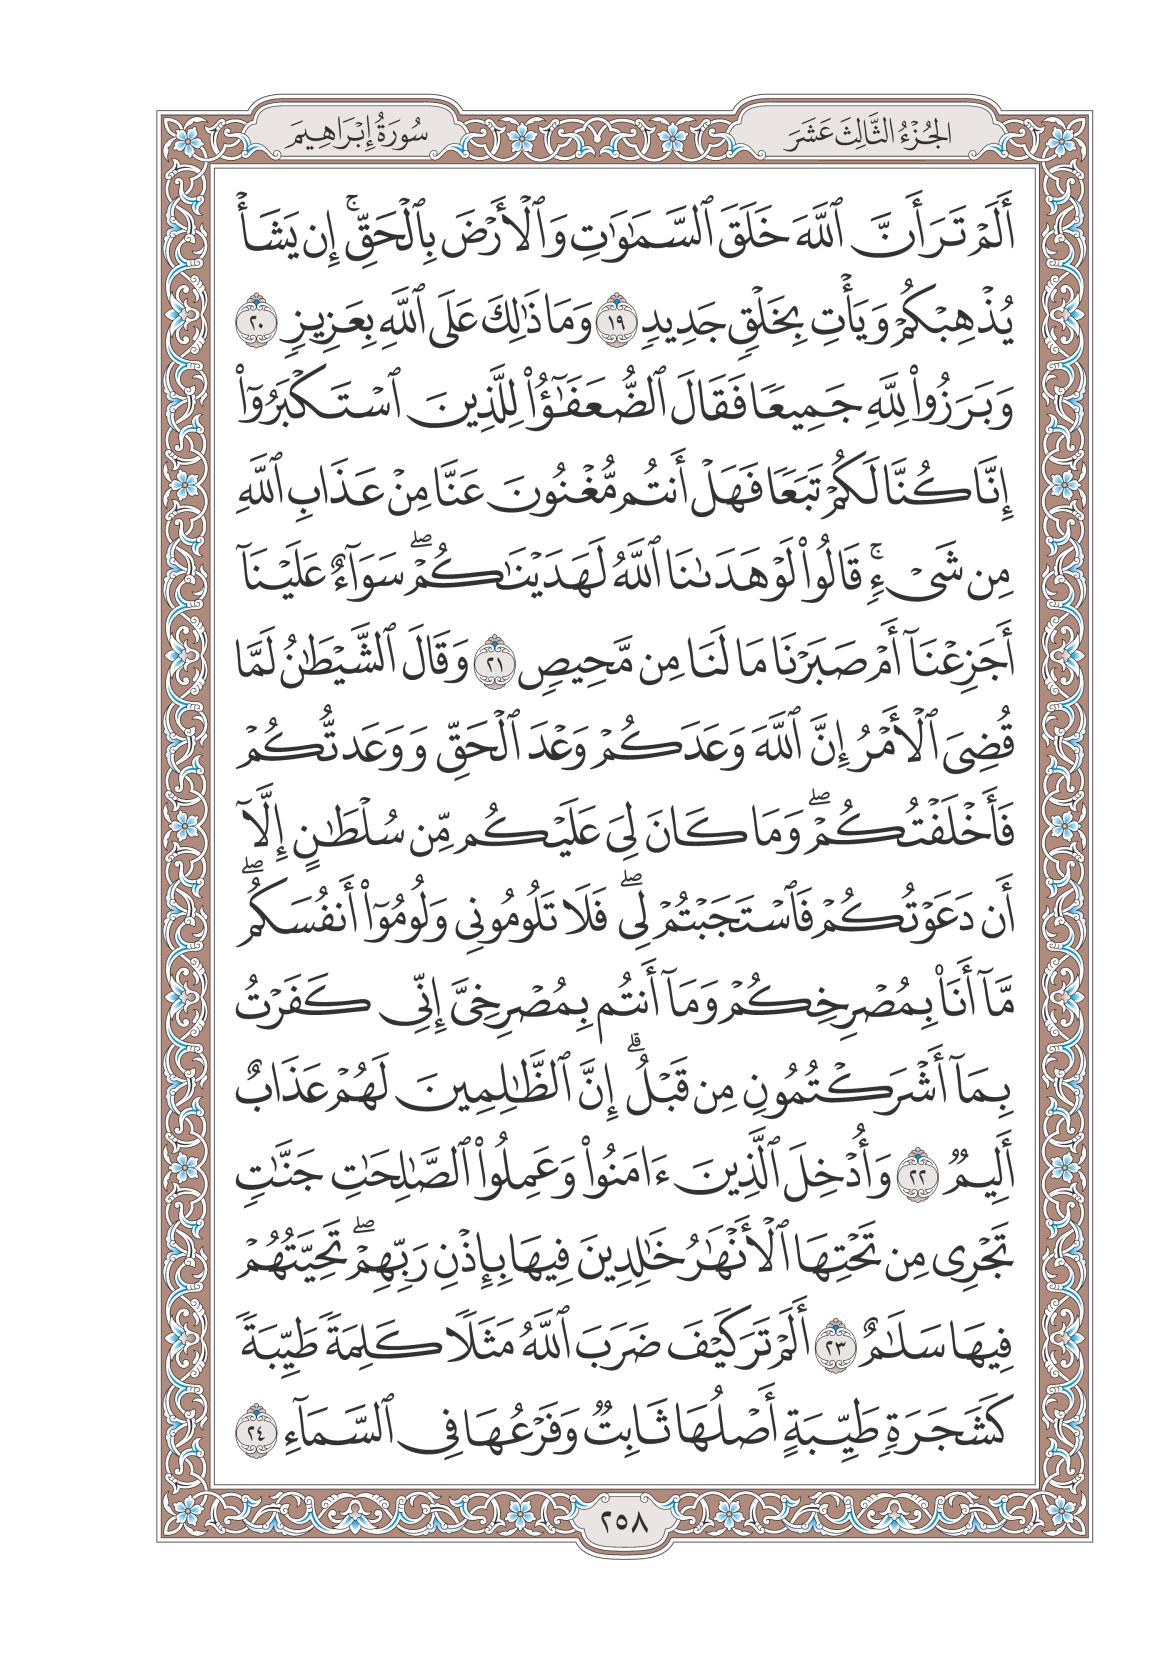 الجُزْءُ الثَّالِثَ عَشَرَ
سُورَةُ إِبْرَاهِيمَ
أَلَمْ تَرَ أَنَّ ٱللَّهَ خَلَقَ ٱلسَّمَٰوَٰتِ وَٱلْأَرْضَ بِٱلْحَقِّ ۚ إِن يَشَأْ
يُذْهِبْكُمْ وَيَأْتِ بِخَلْقٍ جَدِيدٍ ١٩ وَمَا ذَٰلِكَ عَلَى ٱللَّهِ بِعَزِيزٍ ٢٠
وَبَرَزُوا۟ لِلَّهِ جَمِيعًا فَقَالَ ٱلضُّعَفَٰٓؤُا۟ لِلَّذِينَ ٱسْتَكْبَرُوٓا۟
إِنَّا كُنَّا لَكُمْ تَبَعًا فَهَلْ أَنتُم مُّغْنُونَ عَنَّا مِنْ عَذَابِ ٱللَّهِ
مِن شَىْءٍ ۚ قَالُوا۟ لَوْ هَدَىٰنَا ٱللَّهُ لَهَدَيْنَٰكُمْ ۖ سَوَآءٌ عَلَيْنَآ
أَجَزِعْنَآ أَمْ صَبَرْنَا مَا لَنَا مِن مَّحِيصٍ ٢١ وَقَالَ ٱلشَّيْطَٰنُ لَمَّا
قُضِىَ ٱلْأَمْرُ إِنَّ ٱللَّهَ وَعَدَكُمْ وَعْدَ ٱلْحَقِّ وَوَعَدتُّكُمْ
فَأَخْلَفْتُكُمْ ۖ وَمَا كَانَ لِىَ عَلَيْكُم مِّن سُلْطَٰنٍ إِلَّآ
أَن دَعَوْتُكُمْ فَٱسْتَجَبْتُمْ لِى ۖ فَلَا تَلُومُونِى وَلُومُوٓا۟ أَنفُسَكُم ۖ
مَّآ أَنَا۠ بِمُصْرِخِكُمْ وَمَآ أَنتُم بِمُصْرِخِىَّ إِنِّى كَفَرْتُ
بِمَآ أَشْرَكْتُمُونِ مِن قَبْلُ ۗ إِنَّ ٱلظَّٰلِمِينَ لَهُمْ عَذَابٌ
أَلِيمٌ ٢٢ وَأُدْخِلَ ٱلَّذِينَ ءَامَنُوا۟ وَعَمِلُوا۟ ٱلصَّٰلِحَٰتِ جَنَّٰتٍ
تَجْرِى مِن تَحْتِهَا ٱلْأَنْهَٰرُ خَٰلِدِينَ فِيهَا بِإِذْنِ رَبِّهِمْ ۖ تَحِيَّتُهُمْ
فِيهَا سَلَٰمٌ ٢٣ أَلَمْ تَرَ كَيْفَ ضَرَبَ ٱللَّهُ مَثَلًا كَلِمَةً طَيِّبَةً
كَشَجَرَةٍ طَيِّبَةٍ أَصْلُهَا ثَابِتٌ وَفَرْعُهَا فِى ٱلسَّمَآءِ ٢٤
٢٥٨